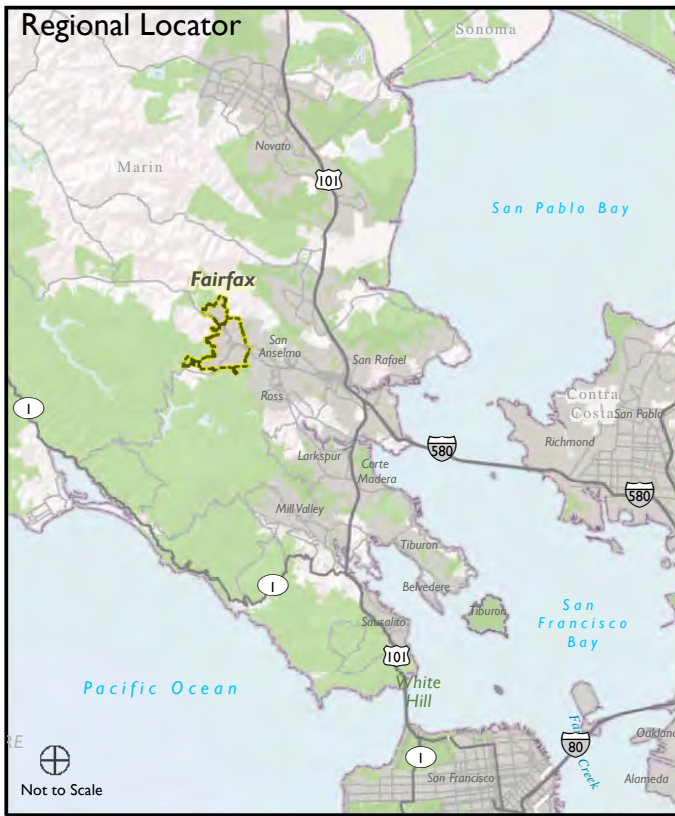 Regional Locator
Sonoma
Novato
Marin
101
San Pablo Bay
Fairfax
San
Anselmo
San Rafael
Ross
Contra
Costa
San Pablo
1
Richmond
580
Larkspur
Corte
Madera
580
Mill Valley
Tiburon
1
Belvedere
Tiburon
San
Francisco
Bay
Sausalito
101
White
Hill
Pacific Ocean
RE
Fa
Creek
80
Oakland
1
San Francisco
Alameda
Not to Scale